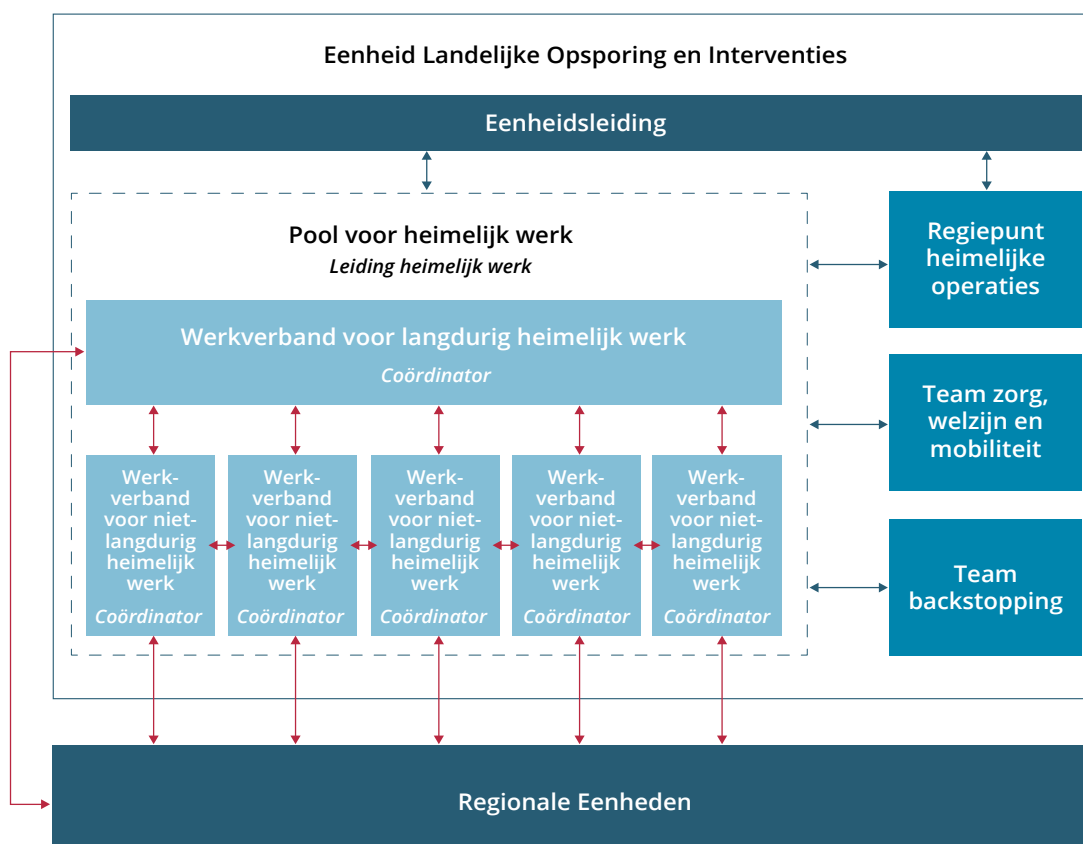 Eenheid Landelijke Opsporing en Interventies
Eenheidsleiding
Pool voor heimelijk werk
Leiding heimelijk werk
Werkverband voor langdurig heimelijk werk
Coördinator
Werk-
verband
voor niet-
langdurig
heimelijk
werk
Coördinator
Werk-
verband
voor niet-
langdurig
heimelijk
werk
Coördinator
Werk-
verband
voor niet-
langdurig
heimelijk
werk
Coördinator
Werk-
verband
voor niet-
langdurig
heimelijk
werk
Coördinator
Werk-
verband
voor niet-
langdurig
heimelijk
werk
Coördinator
Regiepunt
heimelijke
operaties
Team zorg,
welzijn en
mobiliteit
Team
backstopping
Regionale Eenheden